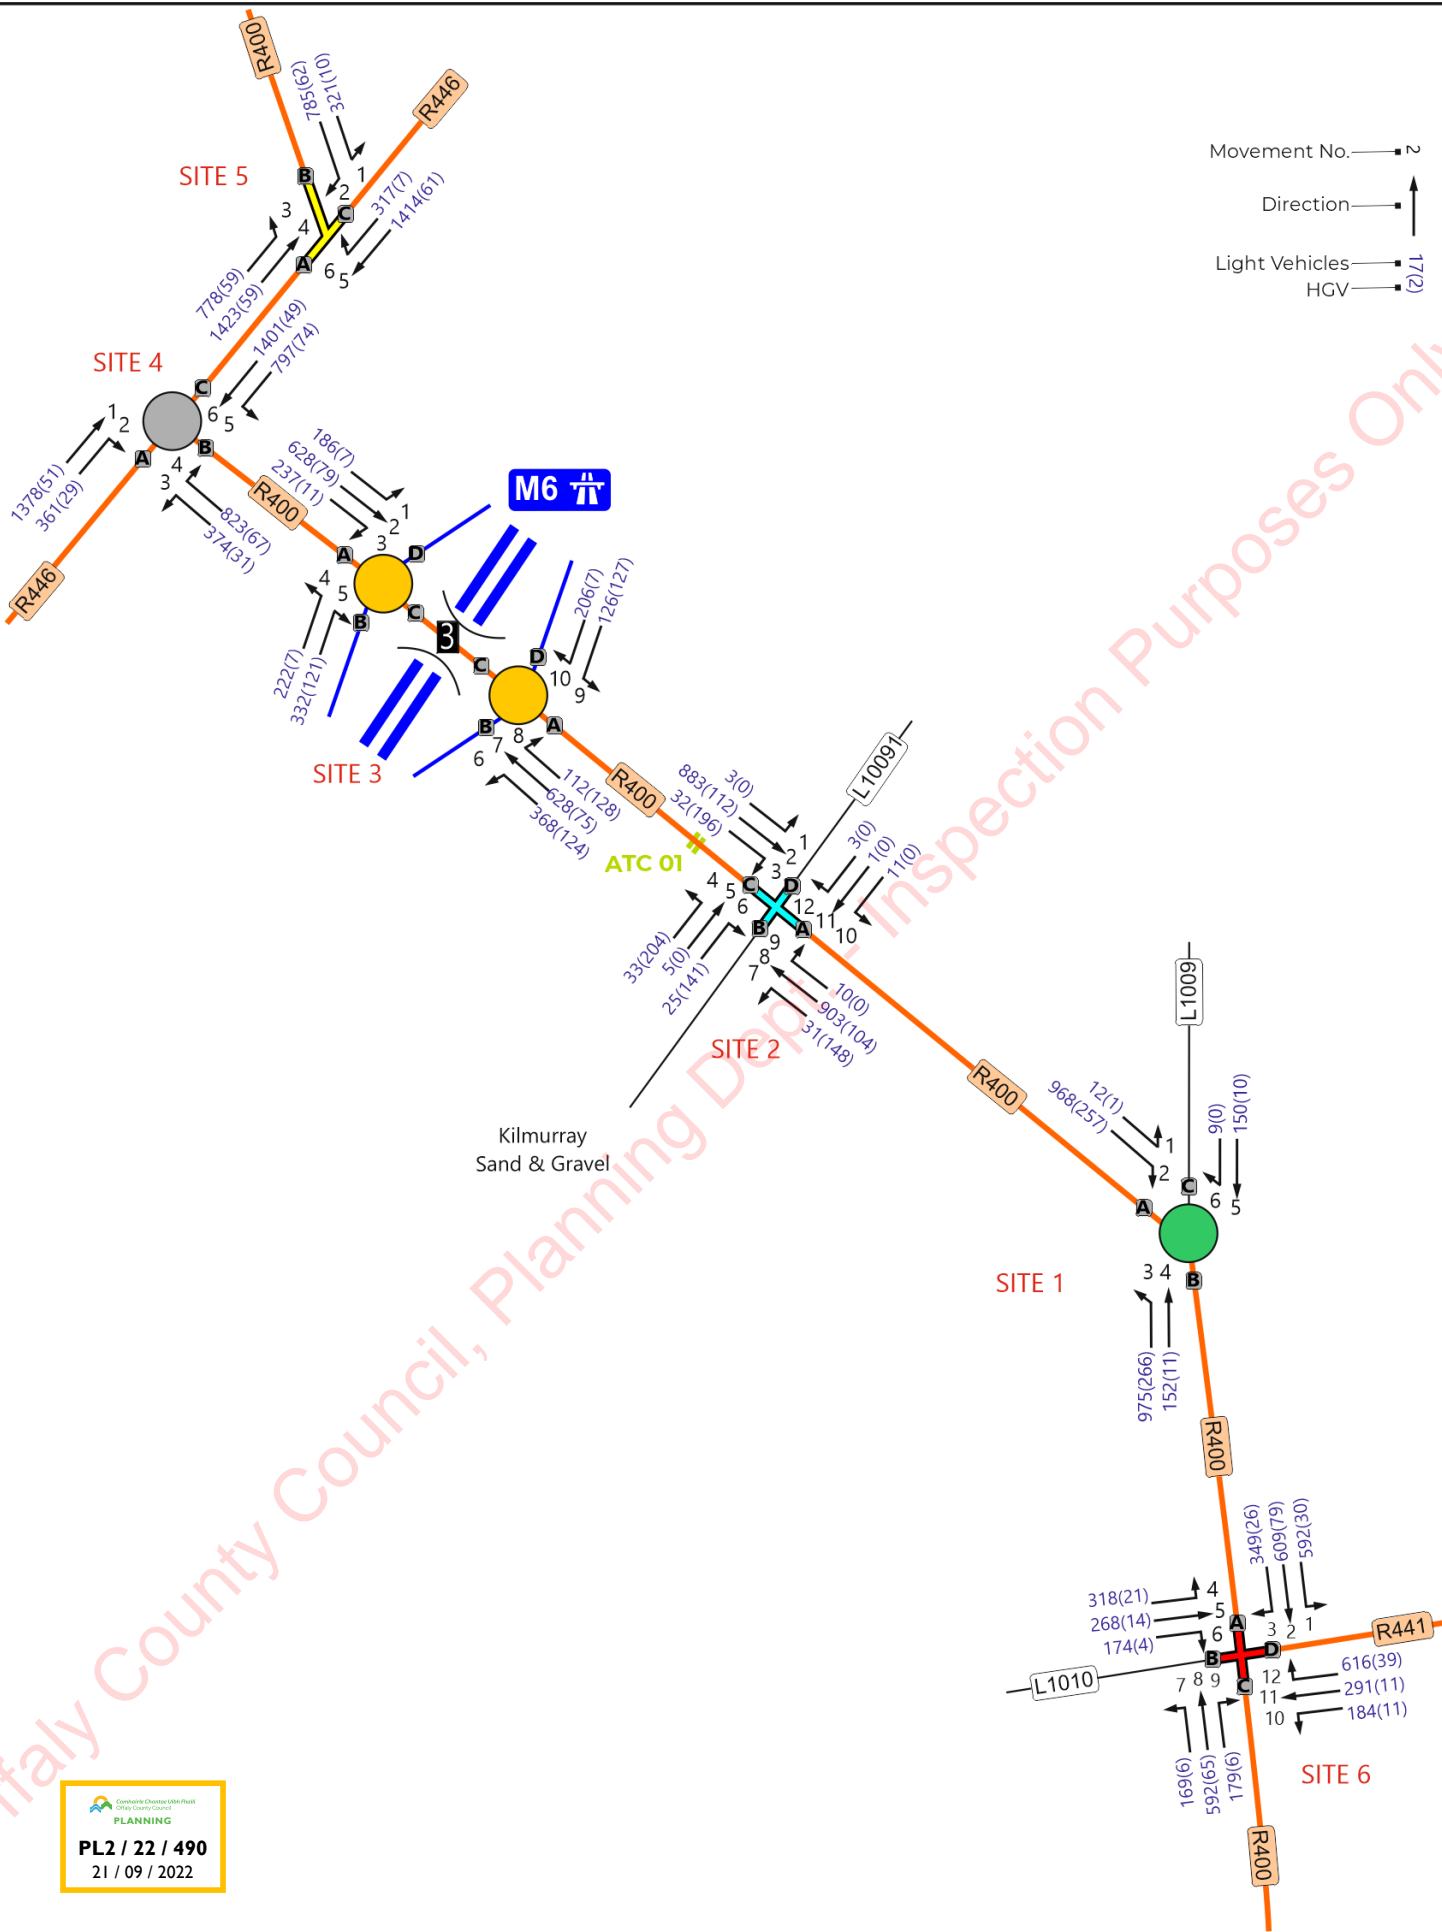 R400
785(62)
321(10)
R446
SITE 5
B
1
2
3
C
4
317(7)
1414(61)
A
6
5
778(59)
1423(59)
Movement No.
2
Direction
Light Vehicles
HGV
17(2)
1401(49)
797(74)
SITE 4
C
6
5
1
2
B
A
4
3
1378(51)
361(29)
823(67)
374(31)
R446
R400
186(7)
628(79)
237(11)
M6
1
2
3
A
D
4
5
B
C
3
222(7)
332(121)
206(7)
126(127)
C
D
10
9
B
A
8
7
6
SITE 3
112(128)
628(75)
368(124)
R400
ATC 01
883(112)
3(0)
32(196)
L10091
3(0)
1(0)
11(0)
1
2
3
4
5
C
D
6
12
11
10
B
A
9
8
7
33(204)
5(0)
25(141)
10(0)
903(104)
31(148)
SITE 2
Kilmurray
Sand & Gravel
R400
L1009
12(1)
968(257)
9(0)
150(10)
1
2
C
6
5
A
3
4
B
SITE 1
975(266)
152(11)
R400
349(26)
609(79)
592(30)
318(21)
268(14)
174(4)
4
5
6
A
3
2
1
R441
B
D
L1010
7
8
9
C
12
11
10
616(39)
291(11)
184(11)
169(6)
592(65)
179(6)
SITE 6
R400
ffaly County Council, Planning Dept. - Inspection Purposes Only
Comhairle Chontae Uíbh Fhailí
Offaly County Council
PLANNING
PL2 / 22 / 490
21 / 09 / 2022